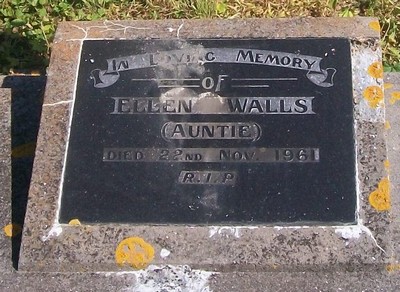 IN LOVING MEMORY
OF
ELLEN WALLS
(AUNTIE)
DIED 22ND NOV. 1961
R.I.P